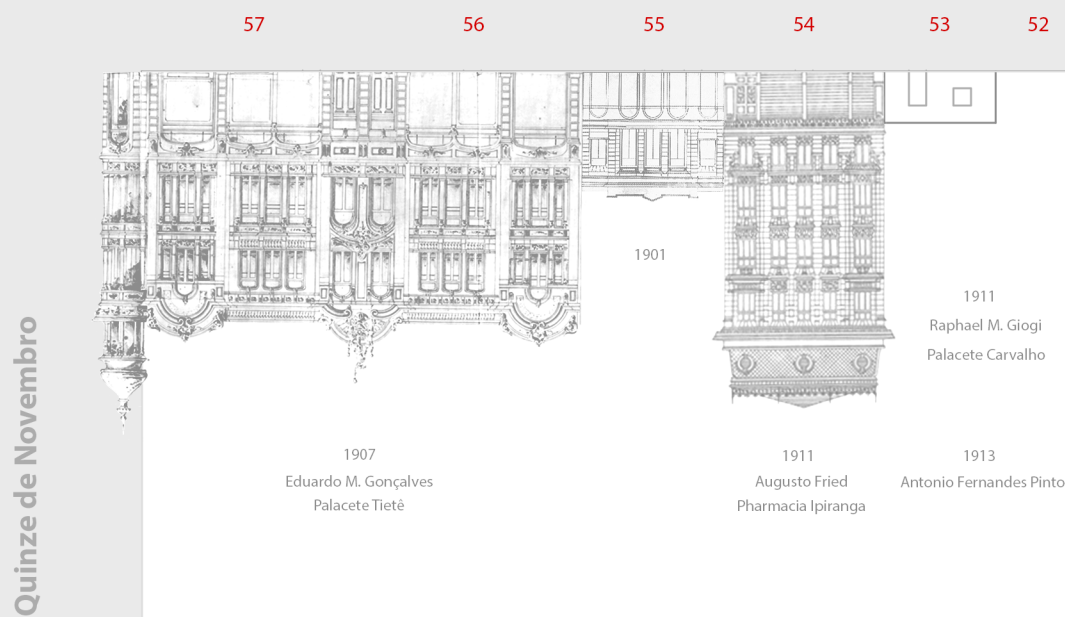 57 56 55 54 53 52
1901
1911
Raphael M. Giogi
Palacete Carvalho
1907
Eduardo M. Gonçalves
Palacete Tietê
1911
Augusto Fried
Pharmacia Ipiranga
1913
Antonio Fernandes Pinto
Quinze de Novembro